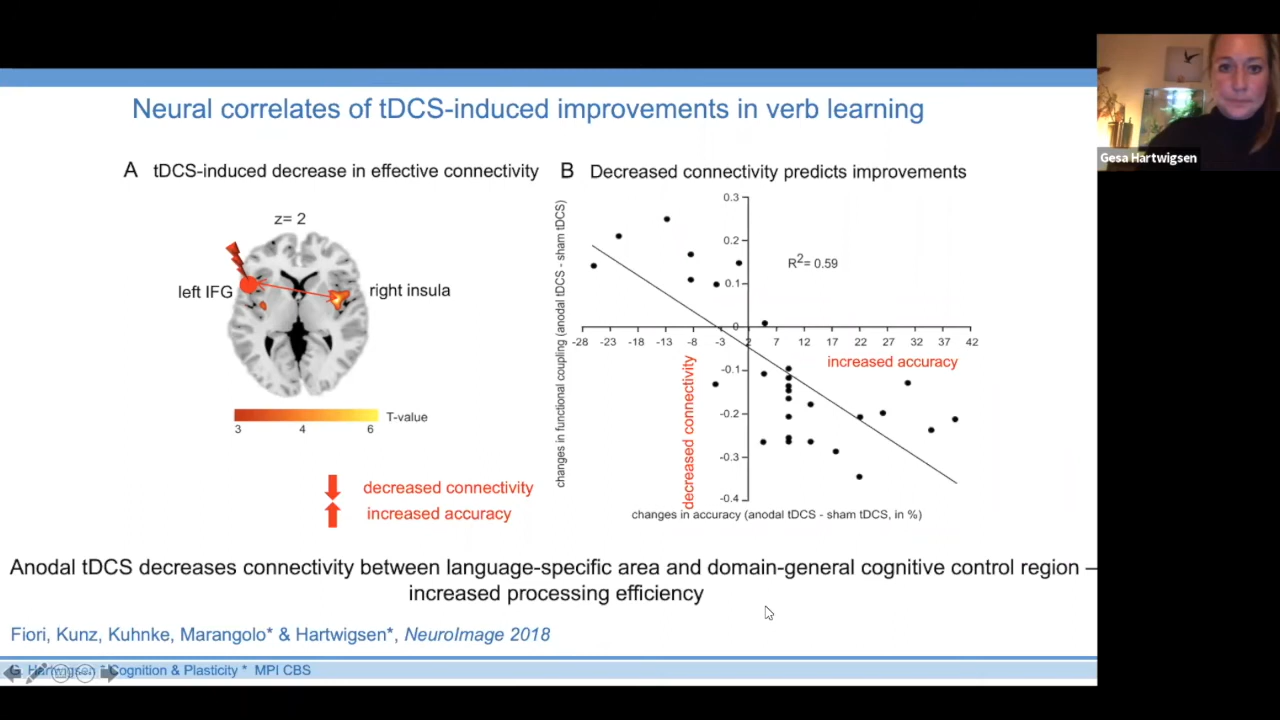 Neural correlates of tDCS-induced improvements in verb learning
Gesa Hartwigsen
A tDCS-induced decrease in effective connectivity
z= 2
left IFG
right insula
T-value
3 4 6
decreased connectivity
increased accuracy
B Decreased connectivity predicts improvements
changes in functional coupling (anodal tDCS - sham tDCS)
0.3
0.2
R2= 0.59
0.1
0
-28 -23 -18 -13 -8 -3 2 7 12 17 22 27 32 37 42
increased accuracy
decreased connectivity
-0.1
-0.2
-0.3
-0.4
changes in accuracy (anodal tDCS - sham tDCS, in %)
Anodal tDCS decreases connectivity between language-specific area and domain-general cognitive control region –
increased processing efficiency
Fiori, Kunz, Kuhnke, Marangolo* & Hartwigsen*, NeuroImage 2018
G. Hartwigsen * Cognition & Plasticity * MPI CBS